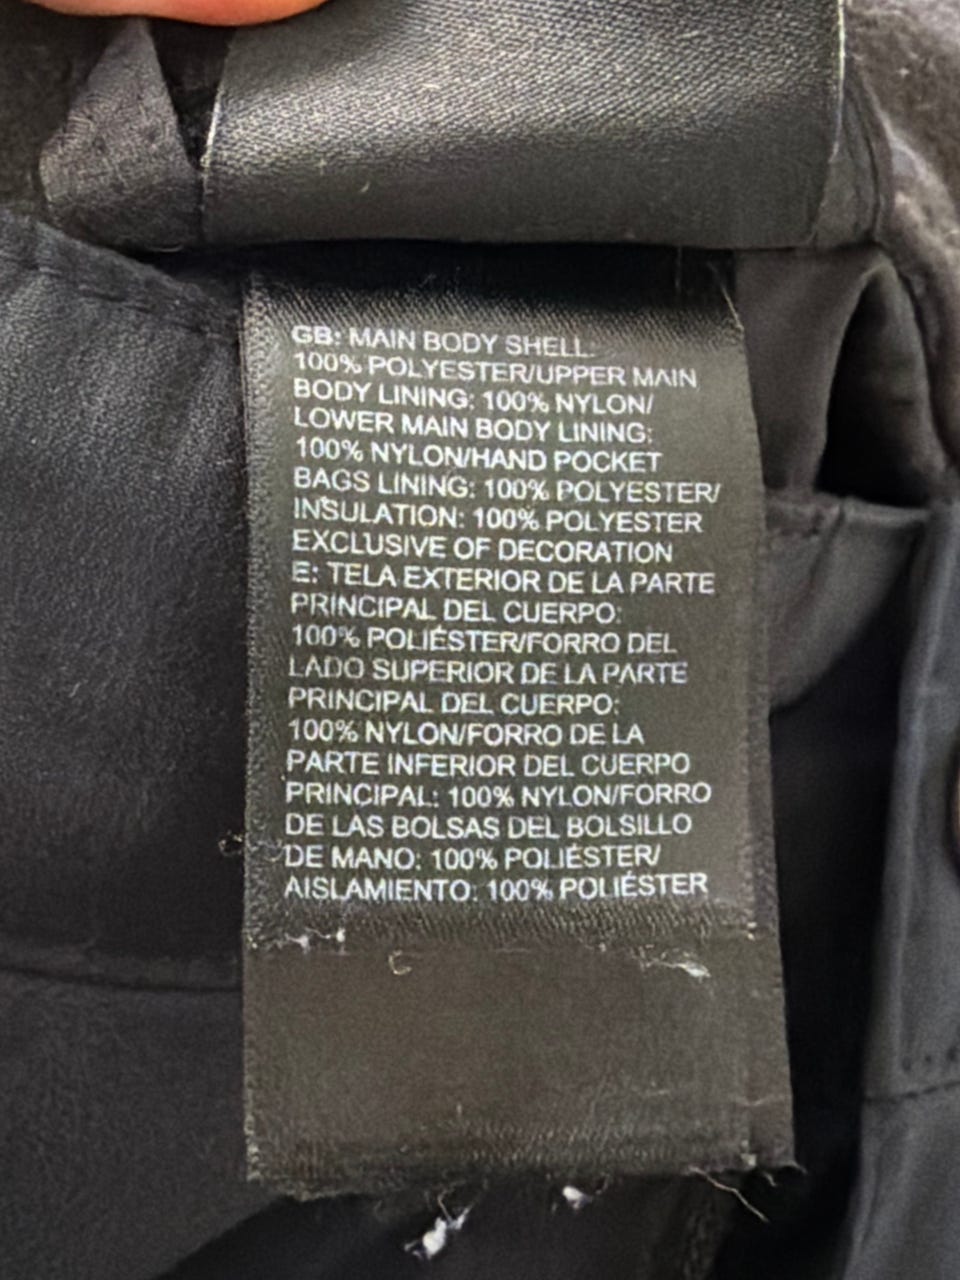 GB: MAIN BODY SHELL:
100% POLYESTER/UPPER MAIN
BODY LINING: 100% NYLON/
LOWER MAIN BODY LINING:
100% NYLON/HAND POCKET
BAGS LINING: 100% POLYESTER/
INSULATION: 100% POLYESTER
EXCLUSIVE OF DECORATION
E: TELA EXTERIOR DE LA PARTE
PRINCIPAL DEL CUERPO:
100% POLIÉSTER/FORRO DEL
LADO SUPERIOR DE LA PARTE
PRINCIPAL DEL CUERPO:
100% NYLON/FORRO DE LA
PARTE INFERIOR DEL CUERPO
PRINCIPAL: 100% NYLON/FORRO
DE LAS BOLSAS DEL BOLSILLO
DE MANO: 100% POLIÉSTER/
AISLAMIENTO: 100% POLIÉSTER